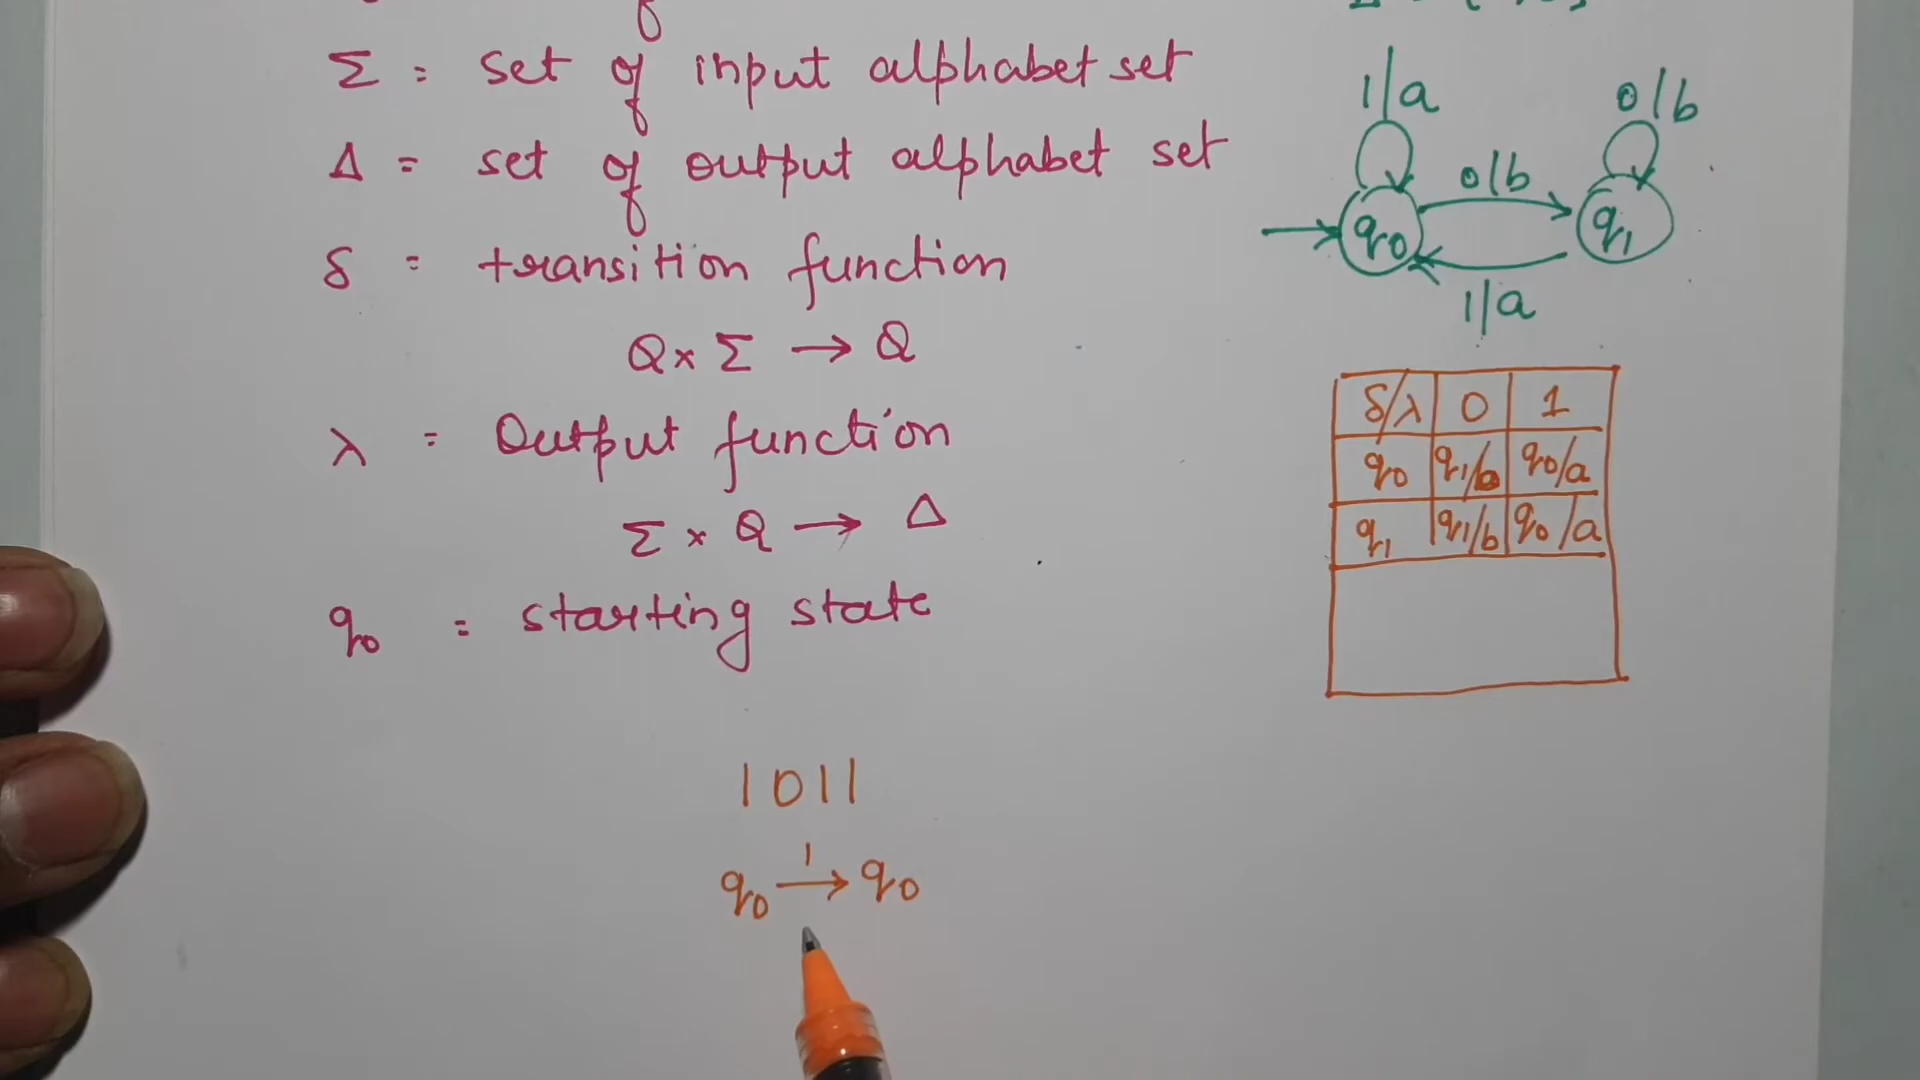 Σ = set of input alphabet set
Δ = set of output alphabet set
δ = transition function
Q × Σ → Q
λ = Output function
Σ × Q → Δ
q0 = starting state
1011
q0 1→ q0
1/a 0/b
0/b
→ q0 q1
1/a
δ/λ 0 1
q0 q1/b q0/a
q1 q1/b q0/a